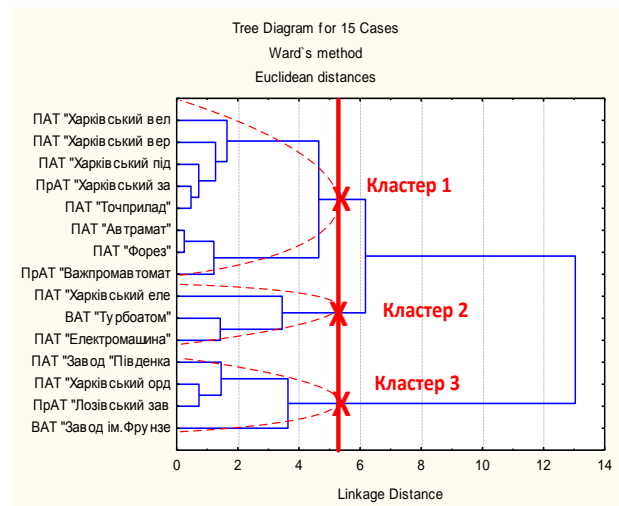 Tree Diagram for 15 Cases
Ward`s method
Euclidean distances
ПАТ "Харківський вел
ПАТ "Харківський вер
ПАТ "Харківський під
ПрАТ "Харківський за
ПАТ "Точприлад"
ПАТ "Автрамат"
ПАТ "Форез"
ПрАТ "Важпромавтомат
ПАТ "Харківський еле
ВАТ "Турбоатом"
ПАТ "Електромашина"
ПАТ "Завод "Південка
ПАТ "Харківський орд
ПрАТ "Лозівський зав
ВАТ "Завод ім.Фрунзе
Кластер 1
Кластер 2
Кластер 3
0 2 4 6 8 10 12 14
Linkage Distance